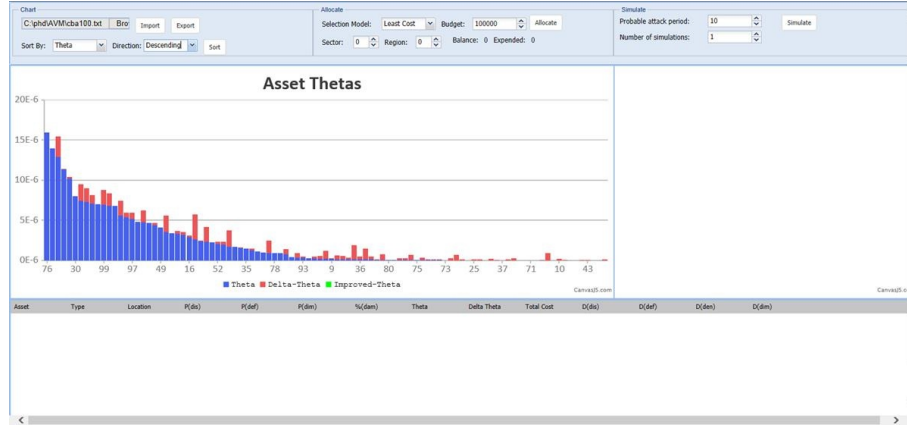 Chart
C:\phd\AVM\cba100.txt Bro Import Export
Sort By: Theta Direction: Descending Sort
Allocate
Selection Model: Least Cost Budget: 100000 Allocate
Sector: 0 Region: 0 Balance: 0 Expended: 0
Simulate
Probable attack period: 10 Simulate
Number of simulations: 1
Asset Thetas
20E-6
15E-6
10E-6
5E-6
0E-6
76 30 99 97 49 16 52 35 78 93 9 36 80 75 73 25 37 71 10 43
Theta Delta-Theta Improved-Theta
CanvasJS.com
CanvasJS.c
Asset Type Location P(dis) P(def) P(dim) %(dam) Theta Delta Theta Total Cost D(dis) D(def) D(den) D(dim)